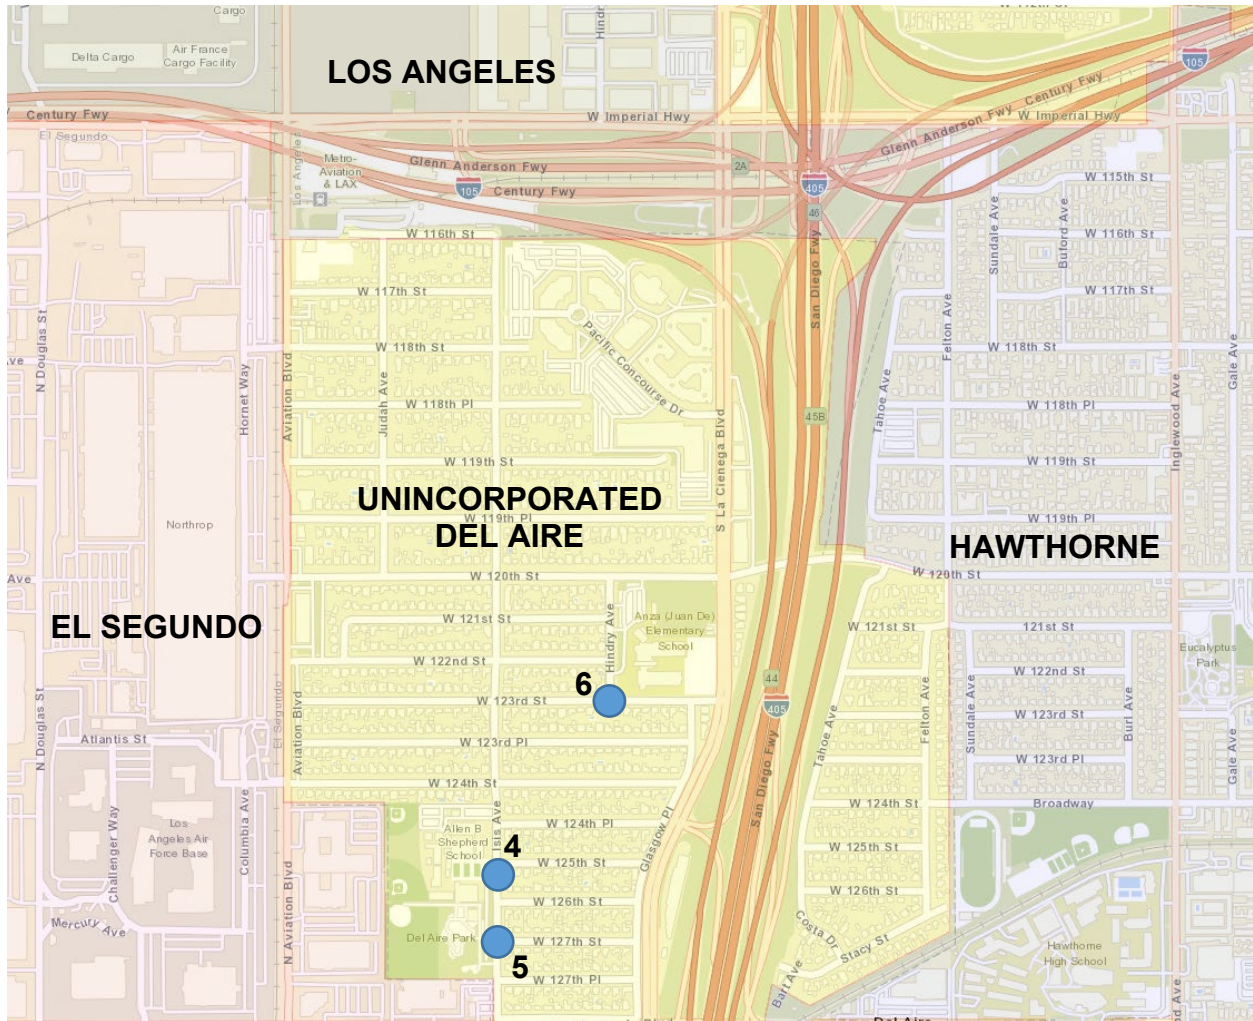 Cargo
Delta Cargo
Air France
Cargo Facility
Hindry
LOS ANGELES
105
Century Fwy
W Imperial Hwy
Century Fwy
W Imperial Hwy
El Segundo
Los Angeles
Metro-
Aviation
& LAX
Glenn Anderson Fwy
2A
Glenn Anderson Fwy
105
Century Fwy
405
46
W 115th St
W 116th St
Sundale Ave
Buford Ave
W 116th St
San Diego Fwy
W 117th St
W 117th St
N Douglas St
Hornet Way
Aviation Blvd
Judah Ave
W 118th St
Pacific Concourse Dr
Felton Ave
W 118th St
Gale Ave
ve
W 118th Pl
45B
Tahoe Ave
W 118th Pl
Inglewood Ave
S La Cienega Blvd
W 119th St
W 119th St
UNINCORPORATED
DEL AIRE
W 119th Pl
W 119th Pl
Northrop
HAWTHORNE
Ave
W 120th St
W 120th St
EL SEGUNDO
W 121st St
Hindry Ave
Anza (Juan De)
Elementary
School
W 121st St
121st St
Eucalyptus
Park
W 122nd St
W 122nd St
44
405
6
W 123rd St
W 123rd St
N Douglas St
El Segundo
Aviation Blvd
Tahoe Ave
Felton Ave
Sundale Ave
Burl Ave
Gale Ave
Atlantis St
W 123rd Pl
W 123rd Pl
W 124th St
San Diego Fwy
W 124th St
Broadway
Challenger Way
Los
Angeles Air
Force Base
Columbia Ave
Allen B
Shepherd
School
Isis Ave
W 124th Pl
Glasgow Pl
4
W 125th St
W 125th St
W 126th St
W 126th St
Mercury Ave
N Aviation Blvd
Del Aire Park
W 127th St
5
Costa Dr
Stacy St
Hawthorne
High School
W 127th Pl
Bart Ave